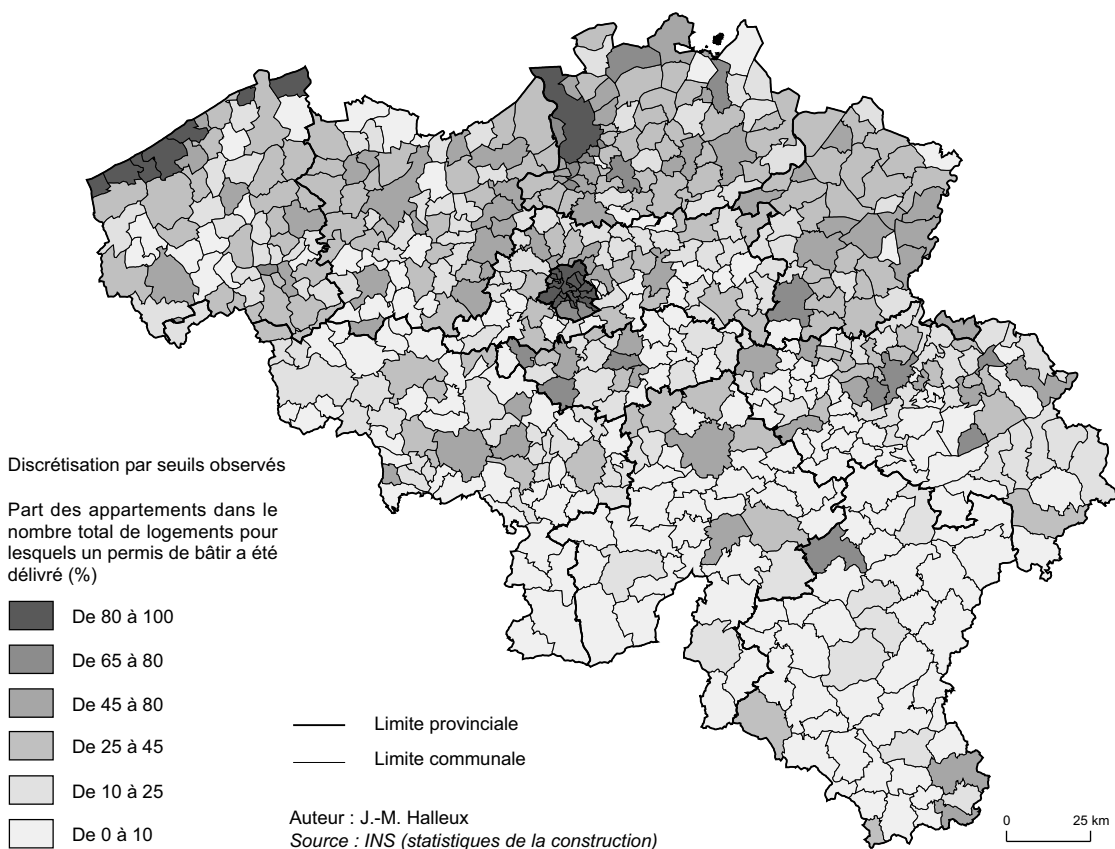 Discrétisation par seuils observés
Part des appartements dans le
nombre total de logements pour
lesquels un permis de bâtir a été
délivré (%)
De 80 à 100
De 65 à 80
De 45 à 80
De 25 à 45
De 10 à 25
De 0 à 10
Limite provinciale
Limite communale
Auteur : J.-M. Halleux
Source : INS (statistiques de la construction)
0 25 km